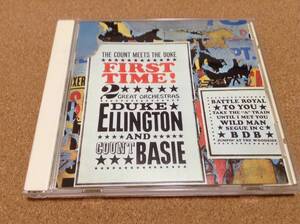 THE COUNT MEETS THE DUKE
FIRST
TIME!
2 GREAT ORCHESTRAS
DUKE
ELLINGTON
AND
COUNT BASIE
BATTLE ROYAL
TO YOU
TAKE THE "A" TRAIN
UNTIL I MET YOU
WILD MAN
SEGUE IN C
BDB
JUMPIN' AT THE WOODSIDE